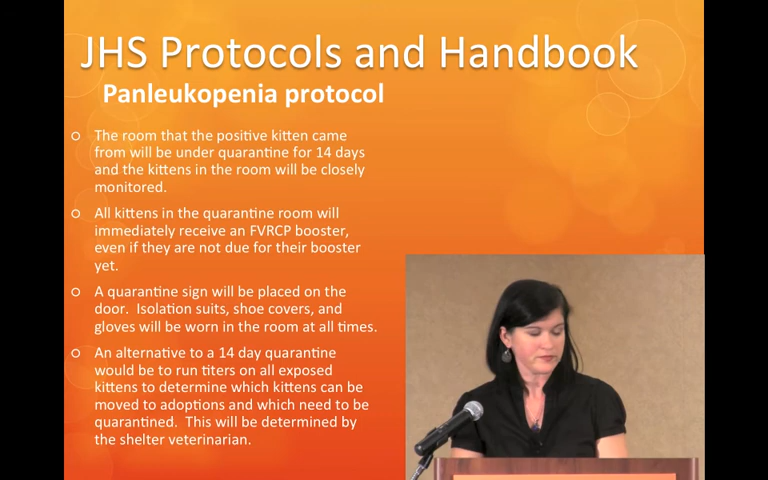 JHS Protocols and Handbook
Panleukopenia protocol
The room that the positive kitten came
from will be under quarantine for 14 days
and the kittens in the room will be closely
monitored.
All kittens in the quarantine room will
immediately receive an FVRCP booster,
even if they are not due for their booster
yet.
A quarantine sign will be placed on the
door.  Isolation suits, shoe covers, and
gloves will be worn in the room at all times.
An alternative to a 14 day quarantine
would be to run titers on all exposed
kittens to determine which kittens can be
moved to adoptions and which need to be
quarantined.  This will be determined by
the shelter veterinarian.